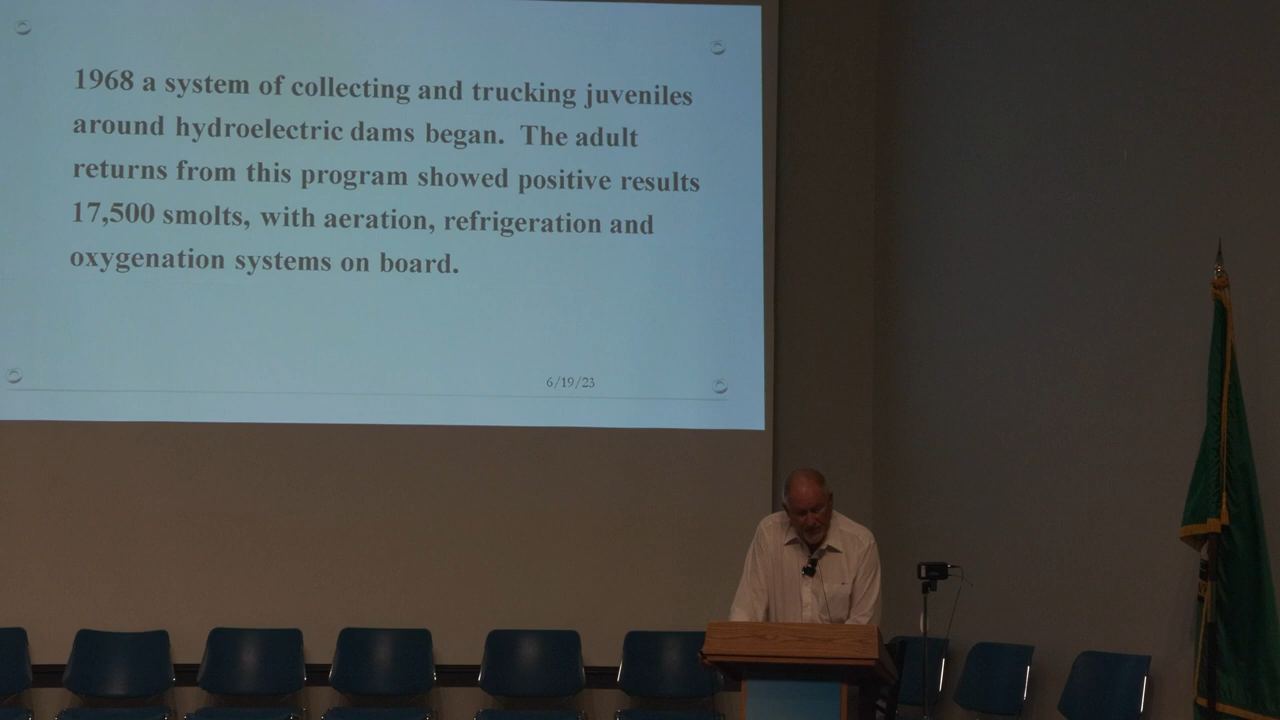 1968 a system of collecting and trucking juveniles
around hydroelectric dams began. The adult
returns from this program showed positive results
17,500 smolts, with aeration, refrigeration and
oxygenation systems on board.
6/19/23